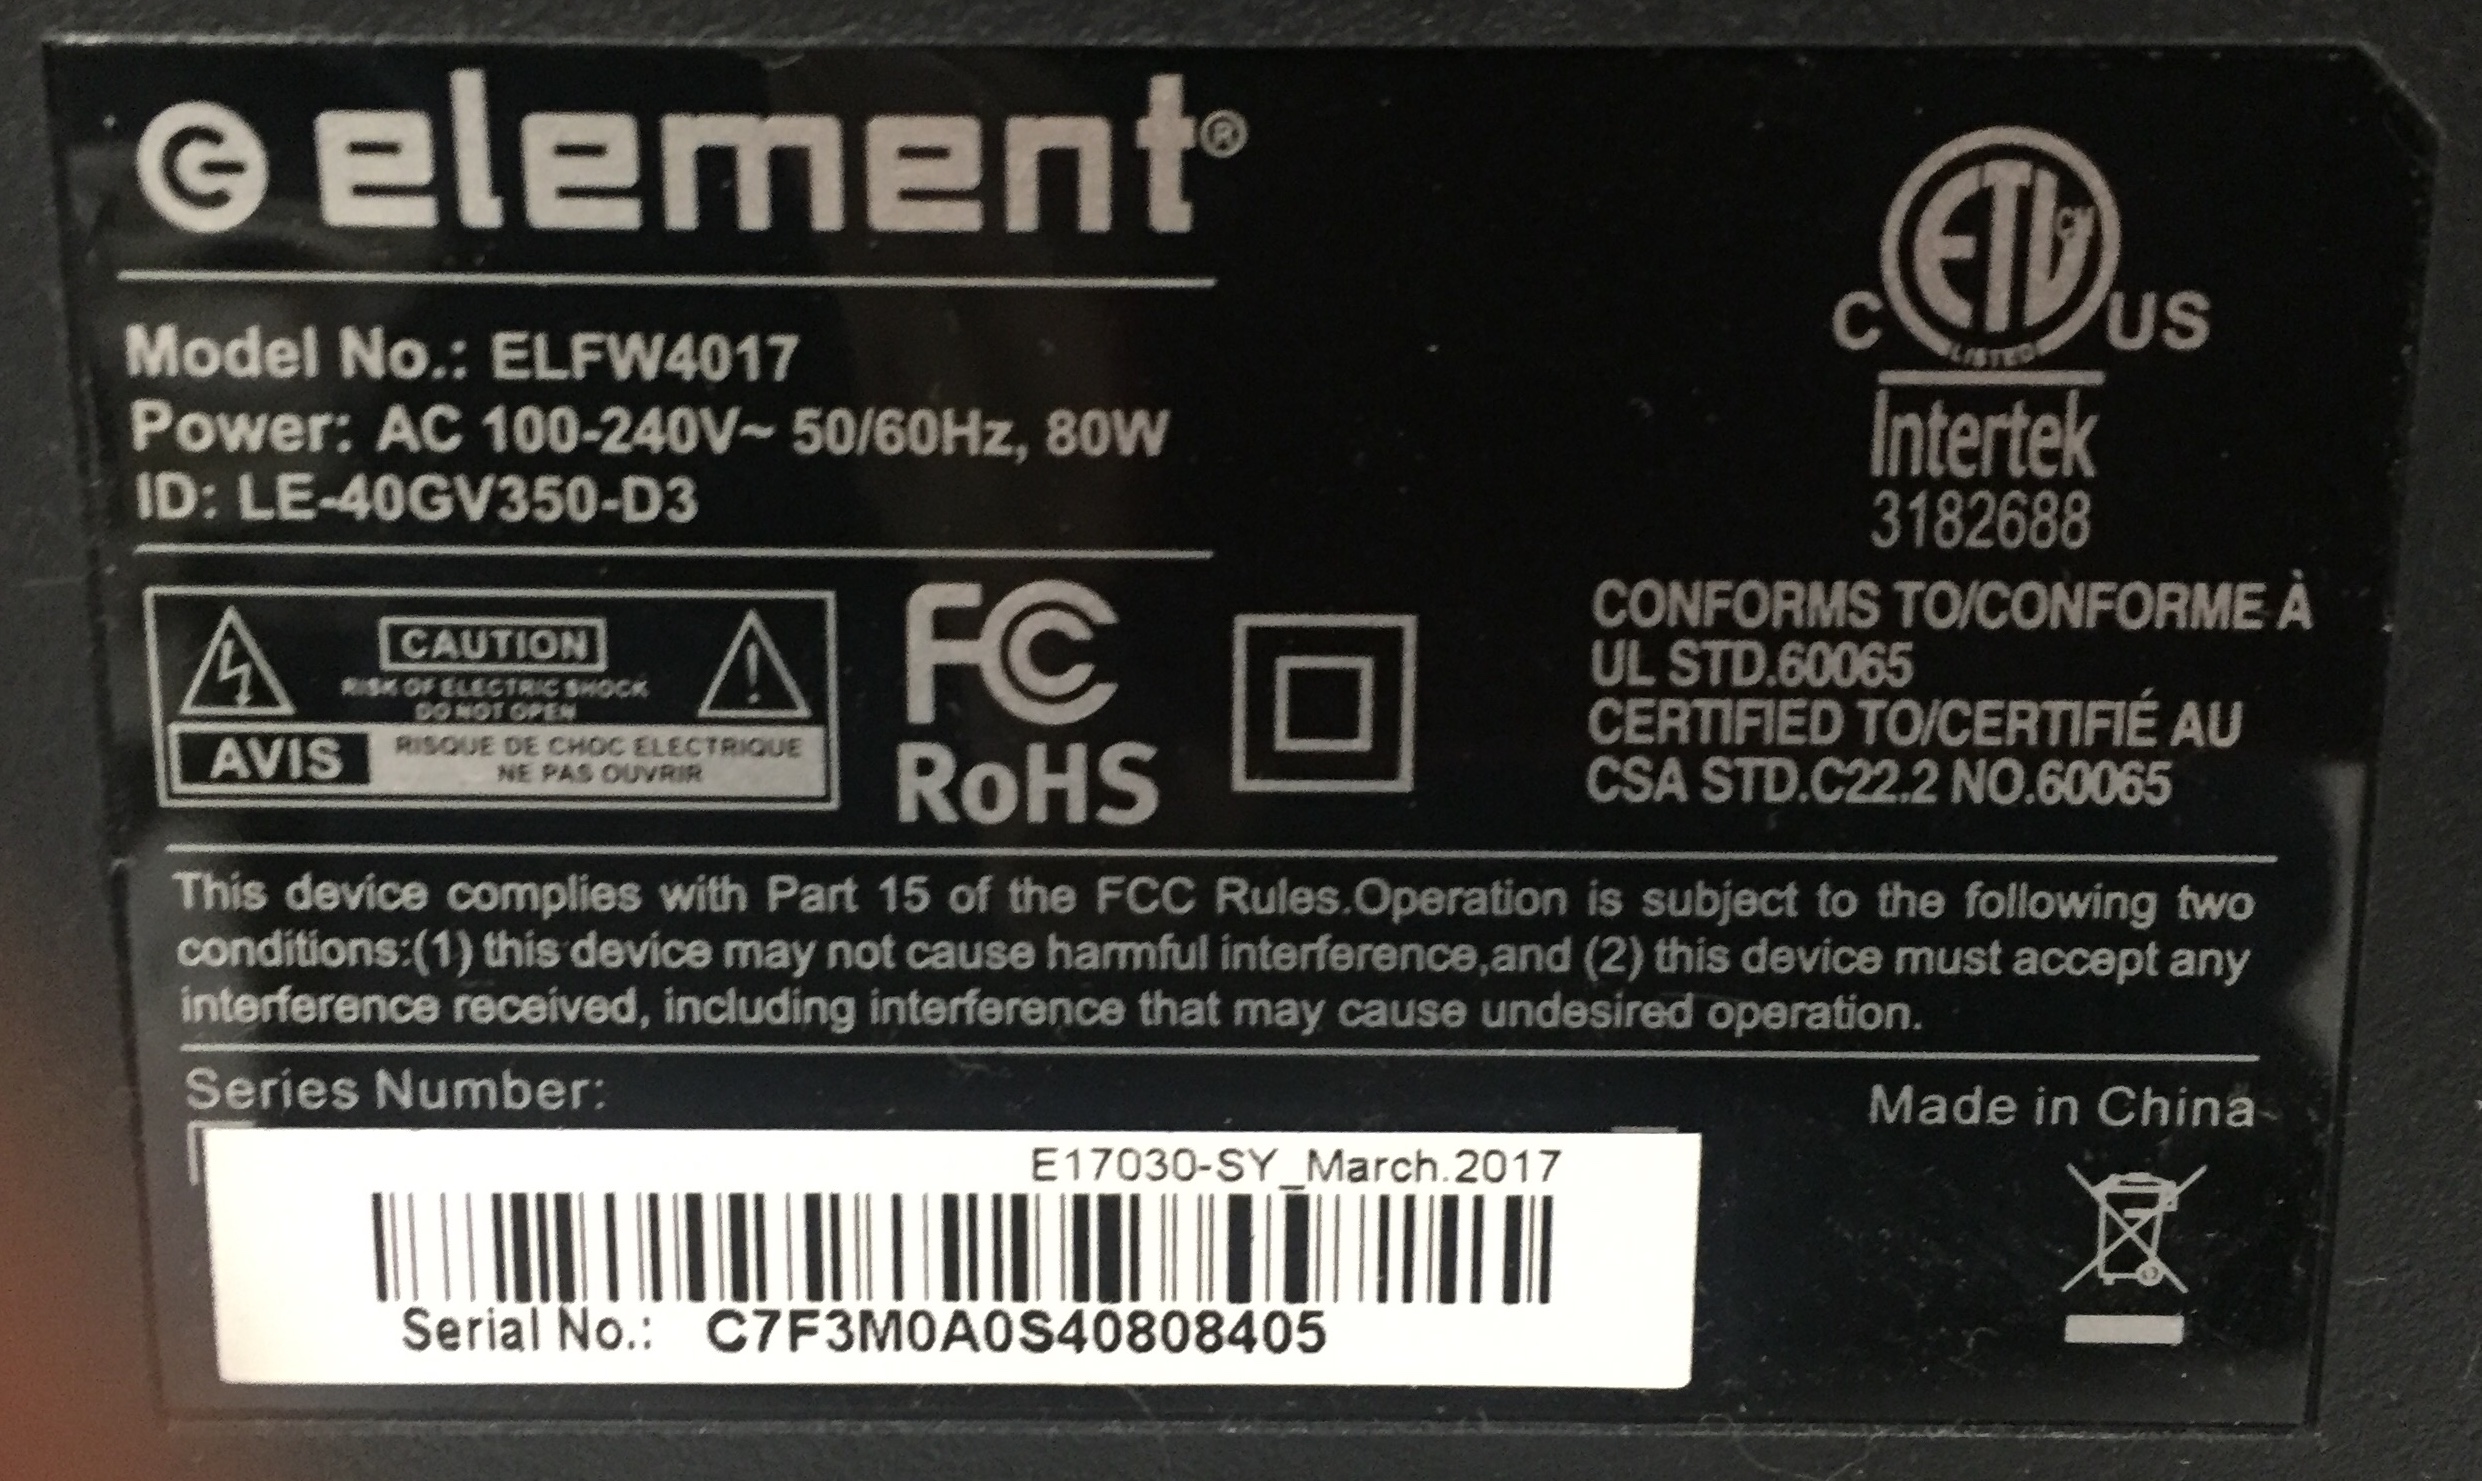 element®
Model No.: ELFW4017
Power: AC 100-240V~ 50/60Hz, 80W
ID: LE-40GV350-D3
ETL CM
C US
LISTED
Intertek
3182688
CAUTION
RISK OF ELECTRIC SHOCK
DO NOT OPEN
AVIS
RISQUE DE CHOC ELECTRIQUE
NE PAS OUVRIR
FC
RoHS
CONFORMS TO/CONFORME À
UL STD.60065
CERTIFIED TO/CERTIFIÉ AU
CSA STD.C22.2 NO.60065
This device complies with Part 15 of the FCC Rules.Operation is subject to the following two
conditions:(1) this device may not cause harmful interference,and (2) this device must accept any
interference received, including interference that may cause undesired operation.
Series Number:
Made in China
E17030-SY_March.2017
Serial No.: C7F3M0A0S40808405